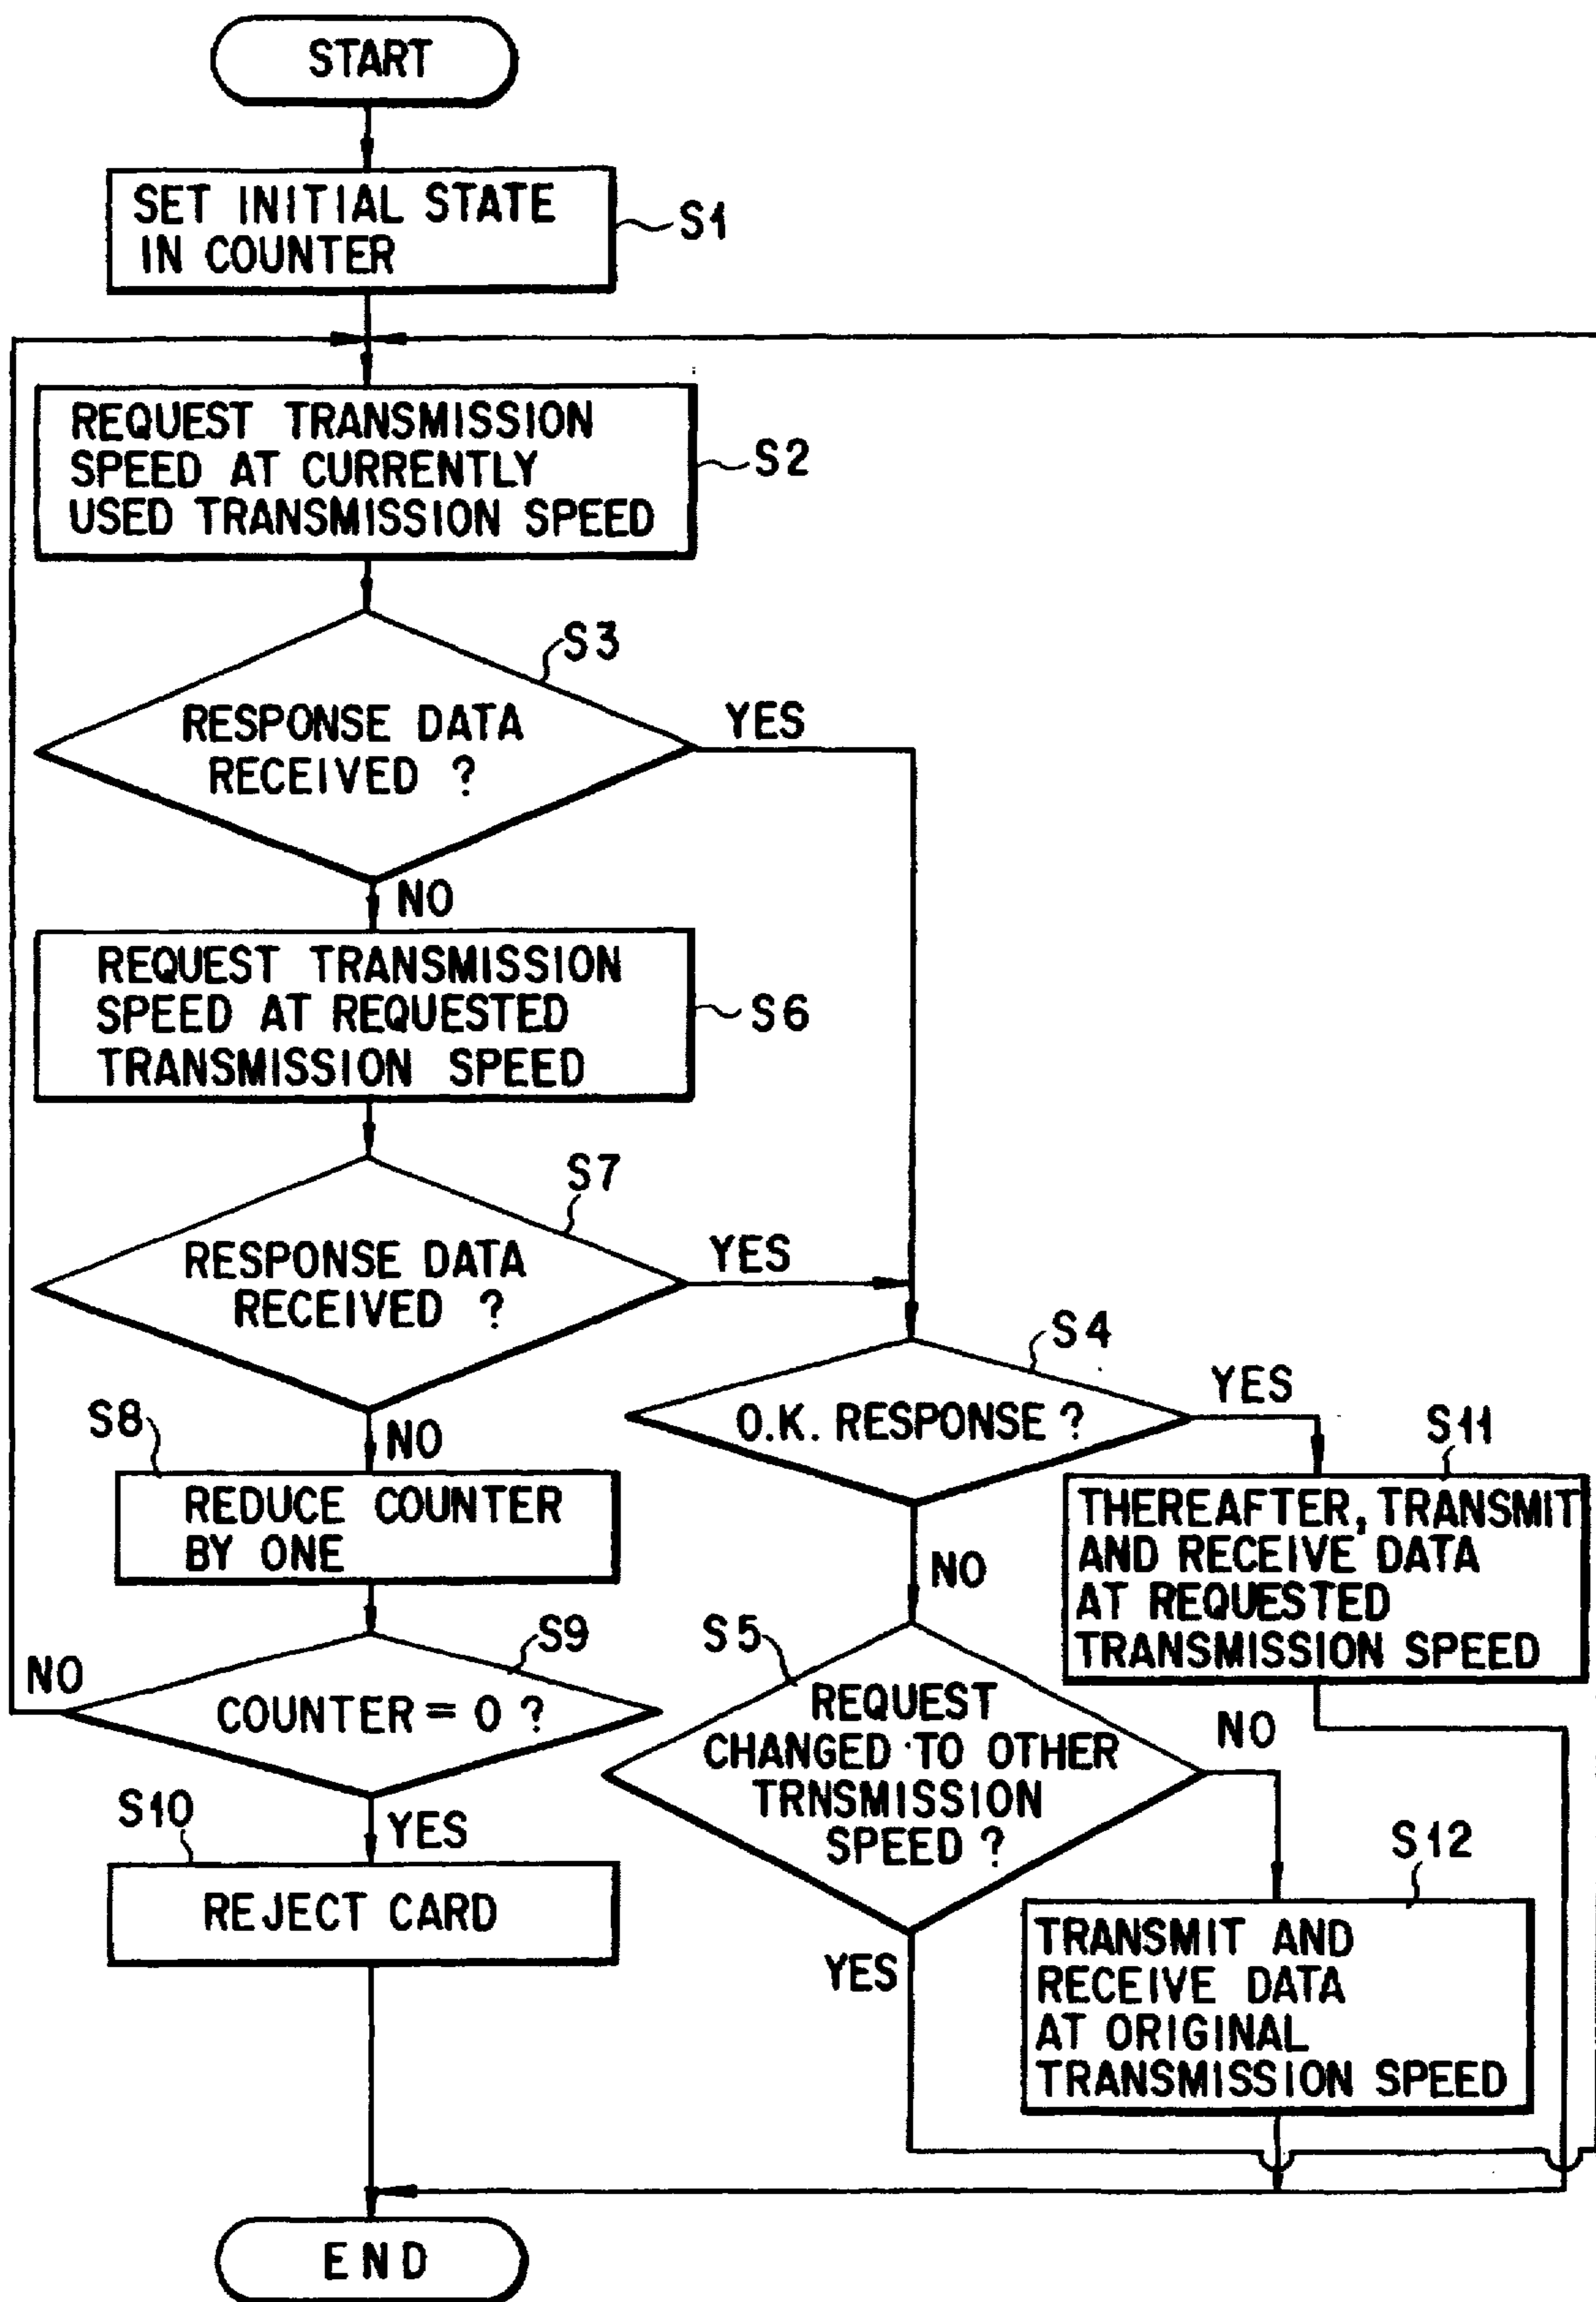 START
SET INITIAL STATE
IN COUNTER
S1
REQUEST TRANSMISSION
SPEED AT CURRENTLY
USED TRANSMISSION SPEED
S2
S3
RESPONSE DATA
RECEIVED ?
YES
NO
REQUEST TRANSMISSION
SPEED AT REQUESTED
TRANSMISSION SPEED
S6
S7
RESPONSE DATA
RECEIVED ?
YES
NO
S4
O.K. RESPONSE ?
YES
NO
S8
REDUCE COUNTER
BY ONE
S11
THEREAFTER, TRANSMIT
AND RECEIVE DATA
AT REQUESTED
TRANSMISSION SPEED
S9
COUNTER = 0 ?
NO
YES
S5
REQUEST
CHANGED TO OTHER
TRNSMISSION
SPEED ?
NO
YES
S10
REJECT CARD
S12
TRANSMIT AND
RECEIVE DATA
AT ORIGINAL
TRANSMISSION SPEED
END